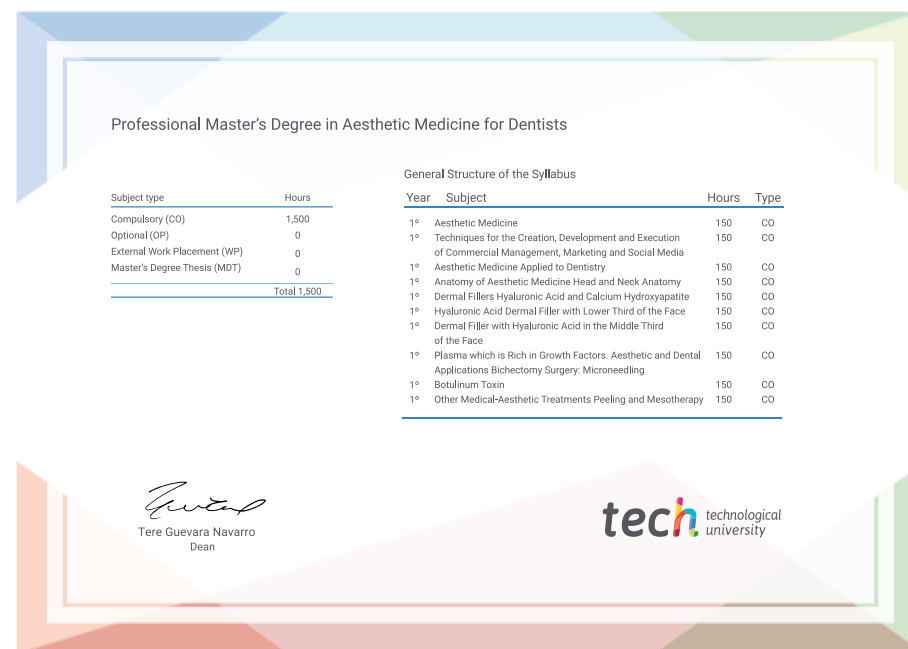 Professional Master's Degree in Aesthetic Medicine for Dentists
Subject type Hours
Compulsory (CO) 1,500
Optional (OP) 0
External Work Placement (WP) 0
Master's Degree Thesis (MDT) 0
Total 1,500
General Structure of the Syllabus
Year Subject Hours Type
1º Aesthetic Medicine 150 CO
1º Techniques for the Creation, Development and Execution 150 CO
of Commercial Management, Marketing and Social Media
1º Aesthetic Medicine Applied to Dentistry 150 CO
1º Anatomy of Aesthetic Medicine Head and Neck Anatomy 150 CO
1º Dermal Fillers Hyaluronic Acid and Calcium Hydroxyapatite 150 CO
1º Hyaluronic Acid Dermal Filler with Lower Third of the Face 150 CO
1º Dermal Filler with Hyaluronic Acid in the Middle Third 150 CO
of the Face
1º Plasma which is Rich in Growth Factors. Aesthetic and Dental 150 CO
Applications Bichectomy Surgery: Microneedling
1º Botulinum Toxin 150 CO
1º Other Medical-Aesthetic Treatments Peeling and Mesotherapy 150 CO
Tere Guevara Navarro
Dean
tech technological
university